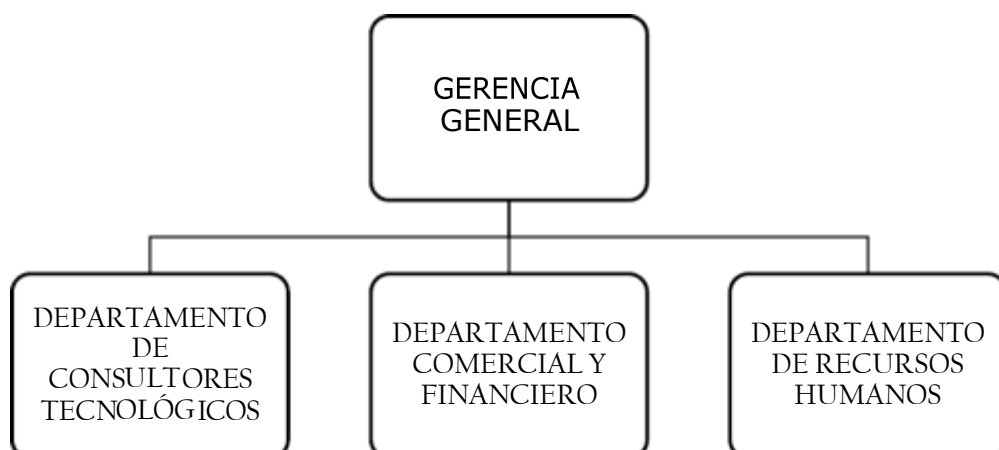 GERENCIA
GENERAL
DEPARTAMENTO
DE
CONSULTORES
TECNOLÓGICOS
DEPARTAMENTO
COMERCIAL Y
FINANCIERO
DEPARTAMENTO
DE RECURSOS
HUMANOS